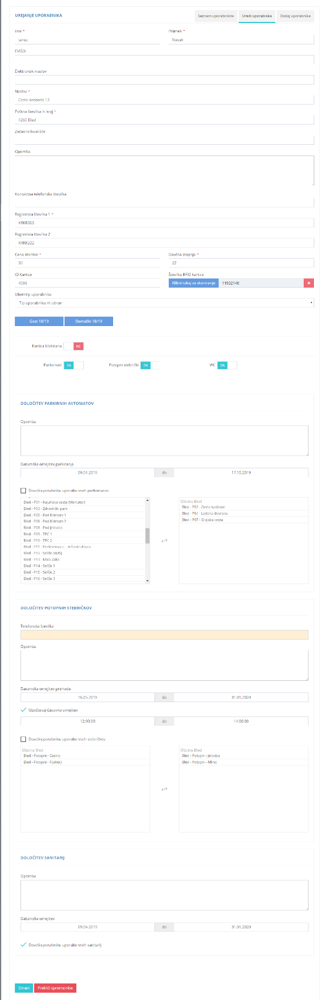 UREJANJE UPORABNIKA
Seznam uporabnikov Uredi uporabnika Dodaj uporabnika
Ime * Priimek *
Janez Novak
EMŠO
Elektronski naslov
Naslov *
Cesta svobode 13
Poštna številka in kraj *
4260 Bled
Začasno bivališče
Opomba
Kontaktna telefonska številka
Registrska številka 1 *
KRKR303
Registrska številka 2
KRRK222
Cena storitve * Davčna stopnja *
30 22
ID Kartice Številka RFID kartice
4099 Klikni tukaj za skeniranje 11932140
Izberi tip uporabnika
Tip uporabnika ni izbran
Gost 18/19 Domačin 18/19
Kartica blokirana NE
Parkomati DA Potopni stebrički DA WC DA
DOLOČITEV PARKIRNIH AVTOMATOV
Opomba
Datumska omejitev parkiranja
09.04.2019 do 17.10.2019
Dovoli uporabniku uporabo vseh parkomatov
Bled - P01 - Kajuhova cesta (Mercator)
Bled - P03 - Zdraviliški park
Bled - P05 - Pod Krimom 1
Bled - P06 - Pod Krimom 2
Bled - P08 - Pod Jelovico
Bled - P09 - TPC 1
Bled - P10 - TPC 2
Bled - P11 - Prešernova c. - Infrastruktura
Bled - P12 - Seliše (BUS)
Bled - P13 - Mala Zaka
Bled - P14 - Seliše 1
Bled - P15 - Seliše 2
Bled - P16 - Seliše 3
Obcina Bled
Bled - P02 - Cesta svobode
Bled - P04 - Ledena dvorana
Bled - P07 - Grajska cesta
DOLOČITEV POTOPNIH STEBRIČKOV
Telefonska številka
Opomba
Datumska omejitev prehoda
16.05.2018 do 31.01.2020
Upoštevaj časovno omejitev
12:00:00 do 14:00:00
Dovoli uporabniku uporabo vseh stebričkov
Obcina Bled
Bled - Potopni - Casino
Bled - Potopni - Fijakerji
Obcina Bled
Bled - Potopni - Jelovica
Bled - Potopni - Mlino
DOLOČITEV SANITARIJ
Opomba
Datumska omejitev
09.04.2019 do 31.01.2020
Dovoli uporabniku uporabo vseh sanitarij
Shrani Prekliči spremembe